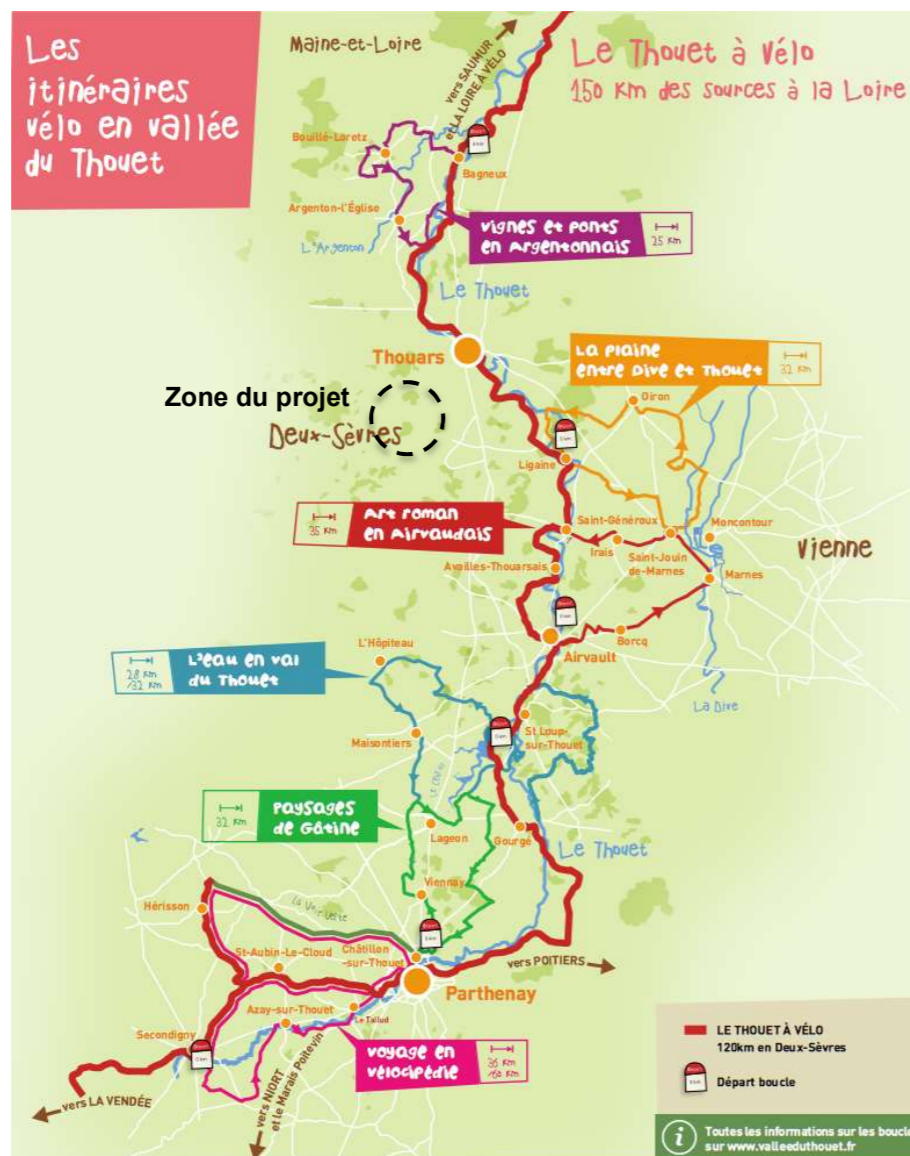 Les
itinéraires
vélo en vallée
du Thouet
Maine-et-Loire
vers SAUMUR
et LA LOIRE À VÉLO
Le Thouet à Vélo
150 Km des sources à la Loire
Bouillé-Loretz
Bagneux
Argenton-l'Église
L'Argenton
vignes et ponts
en Argentonnais
25 Km
Le Thouet
Thouars
La Plaine
entre Dive et Thouet
32 Km
Zone du projet
Deux-Sèvres
Oiron
Ligaine
Art roman
en Airvaudais
35 Km
Saint-Généroux
Moncontour
Irais
Saint-Jouin
de-Marnes
Vienne
Availles-Thouarsais
Marnes
Airvault
Borcq
L'Hôpiteau
L'eau en val
du Thouet
28 Km
/32 Km
La Dive
St Loup-
sur-Thouet
Maisontiers
Paysages
de Gâtine
32 Km
Lageon
Gourgé
Le Thouet
Viennay
La Voie verte
Hérisson
St-Aubin-Le-Cloud
Châtillon
-sur-Thouet
vers POITIERS
Parthenay
Azay-sur-Thouet
Le Tallud
Secondigny
voyage en
vélocipédie
35 Km
/60 Km
vers LA VENDÉE
vers NIORT
et le Marais Poitevin
LE THOUET À VÉLO
120km en Deux-Sèvres
Départ boucle
i
Toutes les informations sur les boucle
sur www.valleeduthouet.fr